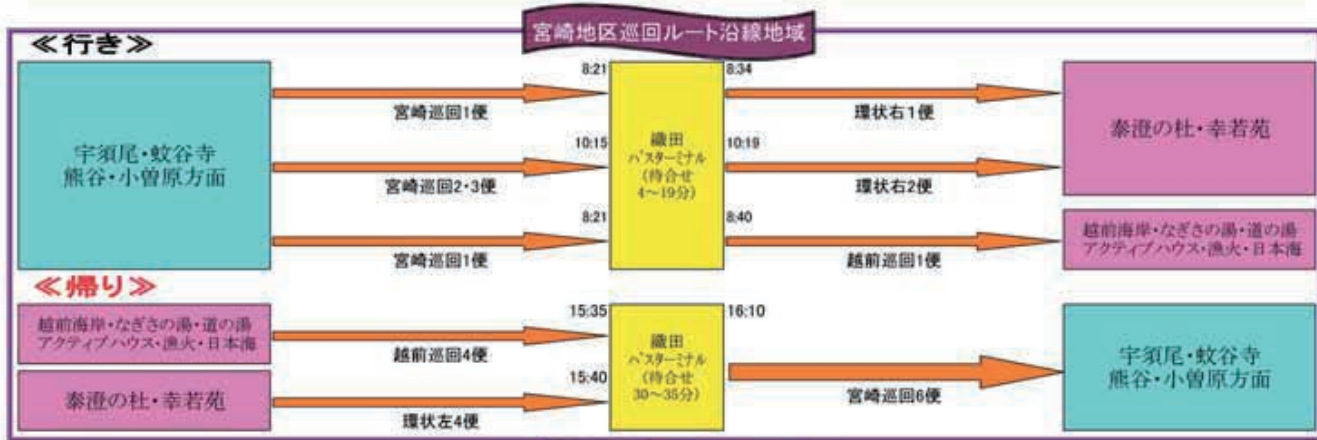 宮崎地区巡回ルート沿線地域
≪行き≫
宇須尾・蚊谷寺
熊谷・小曽原方面
8:21
宮崎巡回1便
10:15
宮崎巡回2・3便
8:21
宮崎巡回1便
織田
バスターミナル
(待合せ
4～19分)
8:34
環状右1便
10:19
環状右2便
8:40
越前巡回1便
泰澄の杜・幸若苑
越前海岸・なぎさの湯・道の湯
アクティブハウス・漁火・日本海
≪帰り≫
越前海岸・なぎさの湯・道の湯
アクティブハウス・漁火・日本海
泰澄の杜・幸若苑
15:35
越前巡回4便
15:40
環状左4便
織田
バスターミナル
(待合せ
30～35分)
16:10
宮崎巡回6便
宇須尾・蚊谷寺
熊谷・小曽原方面